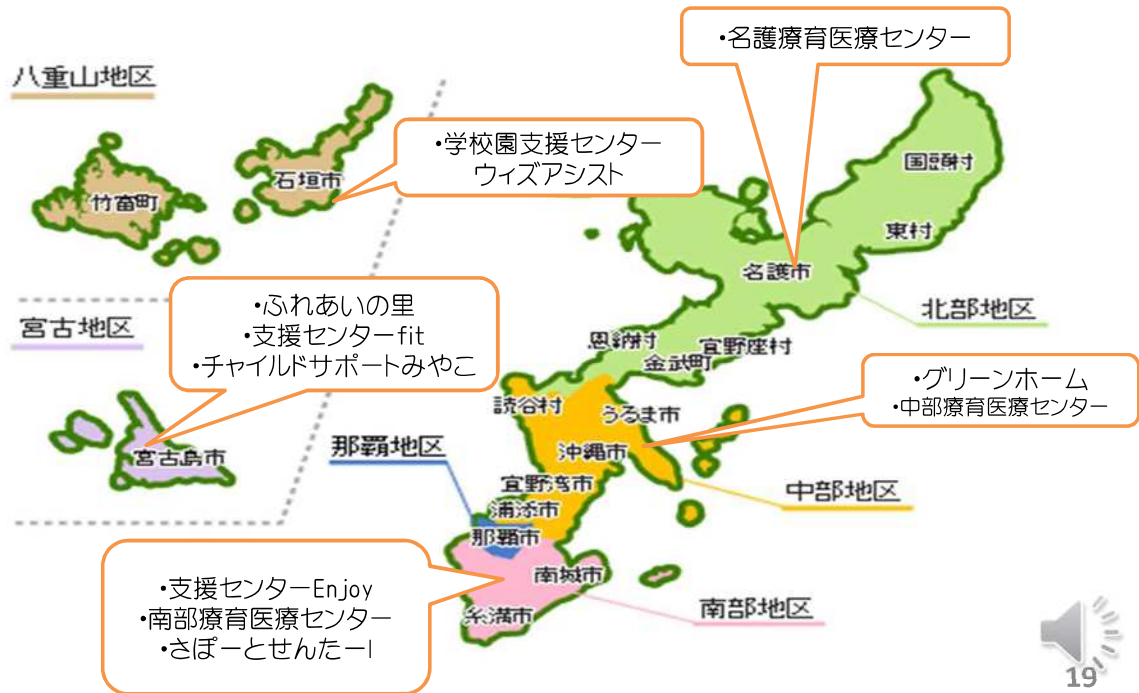 ・名護療育医療センター
八重山地区
・学校園支援センター
ウィズアシスト
石垣市
竹富町
国頭村
東村
名護市
・ふれあいの里
・支援センターfit
・チャイルドサポートみやこ
北部地区
宮古地区
恩納村
宜野座村
金武町
・グリーンホーム
・中部療育医療センター
読谷村
うるま市
那覇地区
沖縄市
宮古島市
宜野湾市
中部地区
浦添市
那覇市
・支援センターEnjoy
・南部療育医療センター
・さぽーとせんたーi
南城市
糸満市
南部地区
19